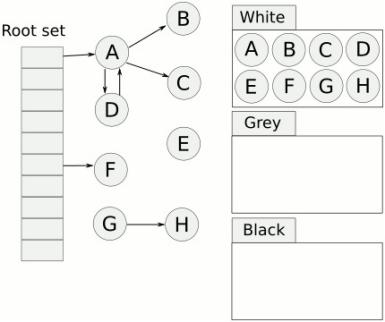 Root set
A
B
C
D
E
F
G
H
White
A B C D
E F G H
Grey
Black